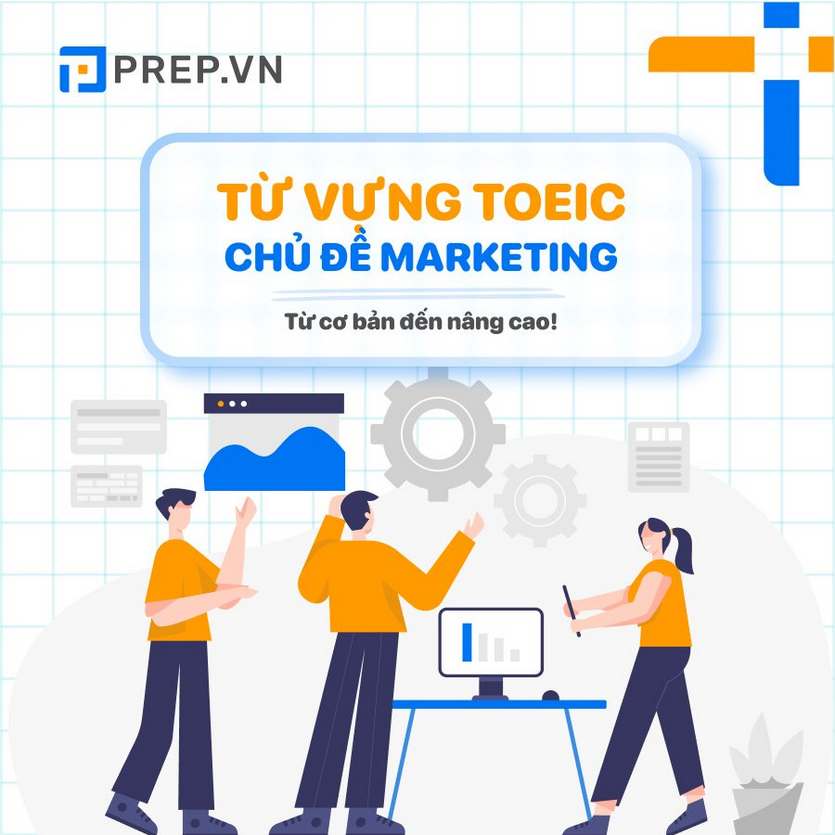 PREP.VN
TỪ VỰNG TOEIC
CHỦ ĐỀ MARKETING
Từ cơ bản đến nâng cao!